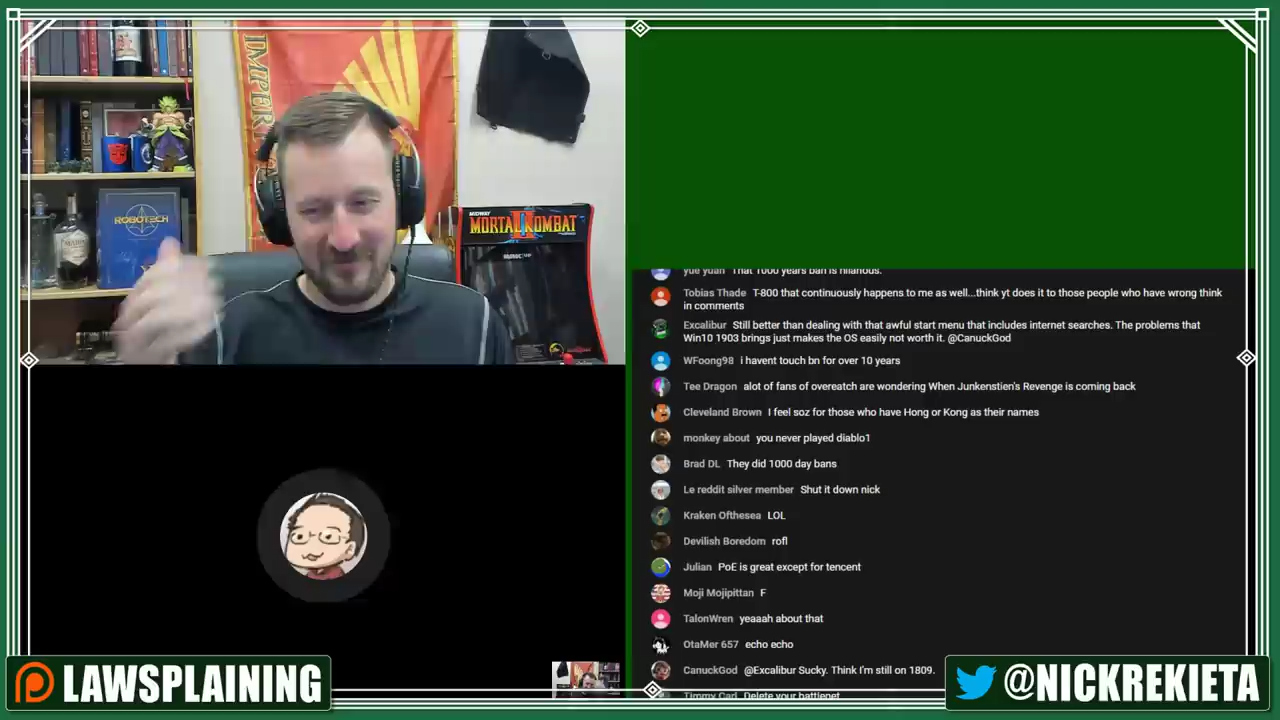 IMPERI
ROBOTECH
MIDWAY
MORTAL KOMBAT
II
yue yuan That 1000 years ban is hilarious.
Tobias Thade T-800 that continuously happens to me as well...think yt does it to those people who have wrong think
in comments
Excalibur Still better than dealing with that awful start menu that includes internet searches. The problems that
Win10 1903 brings just makes the OS easily not worth it. @CanuckGod
WFoong98 i havent touch bn for over 10 years
Tee Dragon alot of fans of overeatch are wondering When Junkenstien's Revenge is coming back
Cleveland Brown I feel soz for those who have Hong or Kong as their names
monkey about you never played diablo1
Brad DL They did 1000 day bans
Le reddit silver member Shut it down nick
Kraken Ofthesea LOL
Devilish Boredom rofl
Julian PoE is great except for tencent
Moji Mojipittan F
TalonWren yeaaah about that
OtaMer 657 echo echo
CanuckGod @Excalibur Sucky. Think I'm still on 1809.
Timmy Carl Delete your battlenet
LAWSPLAINING
@NICKREKIETA